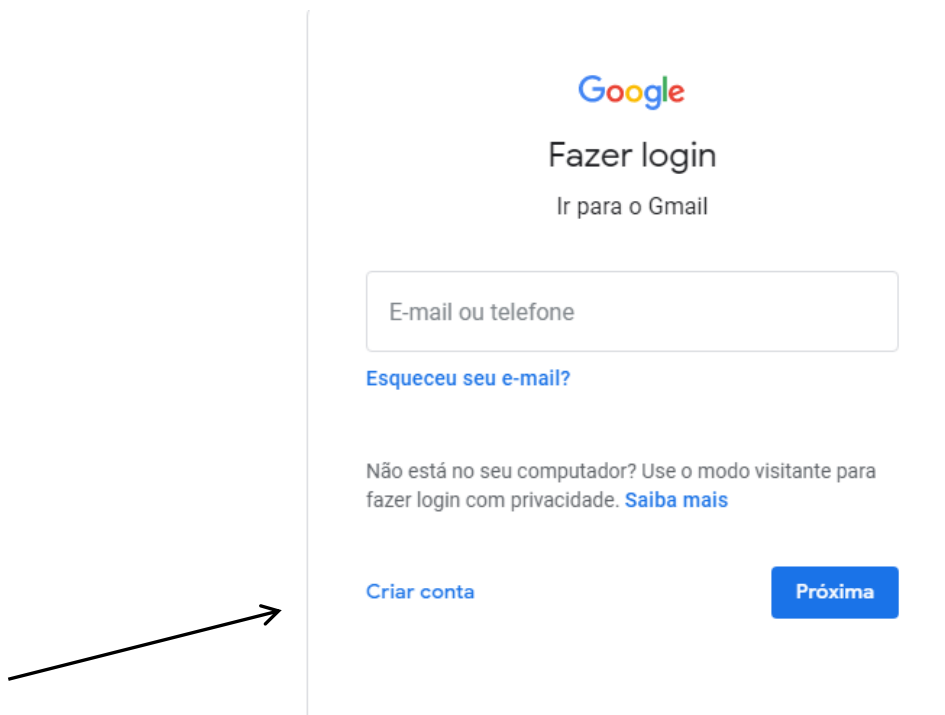 Google
Fazer login
Ir para o Gmail
E-mail ou telefone
Esqueceu seu e-mail?
Não está no seu computador? Use o modo visitante para
fazer login com privacidade. Saiba mais
Criar conta Próxima